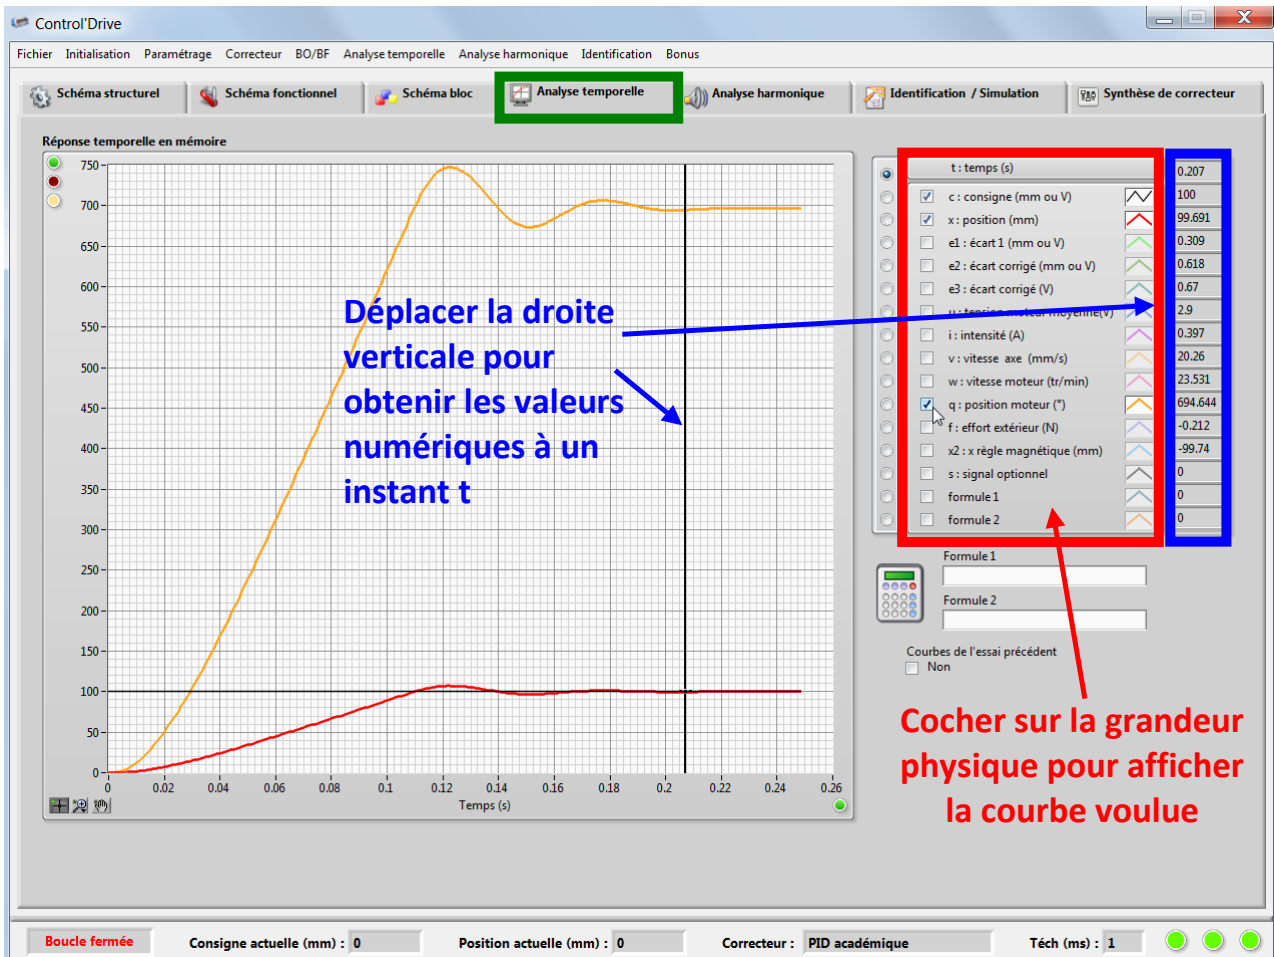 Control'Drive
Fichier Initialisation Paramétrage Correcteur BO/BF Analyse temporelle Analyse harmonique Identification Bonus
Schéma structurel Schéma fonctionnel Schéma bloc Analyse temporelle Analyse harmonique Identification / Simulation Synthèse de correcteur
Réponse temporelle en mémoire
750
700
650
600
550
500
450
400
350
300
250
200
150
100
50
0
0 0.02 0.04 0.06 0.08 0.1 0.12 0.14 0.16 0.18 0.2 0.22 0.24 0.26
Temps (s)
Déplacer la droite
verticale pour
obtenir les valeurs
numériques à un
instant t
t : temps (s) 0.207
c : consigne (mm ou V) 100
x : position (mm) 99.691
e1 : écart 1 (mm ou V) 0.309
e2 : écart corrigé (mm ou V) 0.618
e3 : écart corrigé (V) 0.67
u : tension moteur moyenne(V) 2.9
i : intensité (A) 0.397
v : vitesse axe (mm/s) 20.26
w : vitesse moteur (tr/min) 23.531
q : position moteur (°) 694.644
f : effort extérieur (N) -0.212
x2 : x règle magnétique (mm) -99.74
s : signal optionnel 0
formule 1 0
formule 2 0
Formule 1
Formule 2
Courbes de l'essai précédent
Non
Cocher sur la grandeur
physique pour afficher
la courbe voulue
Boucle fermée Consigne actuelle (mm) : 0 Position actuelle (mm) : 0 Correcteur : PID académique Téch (ms) : 1